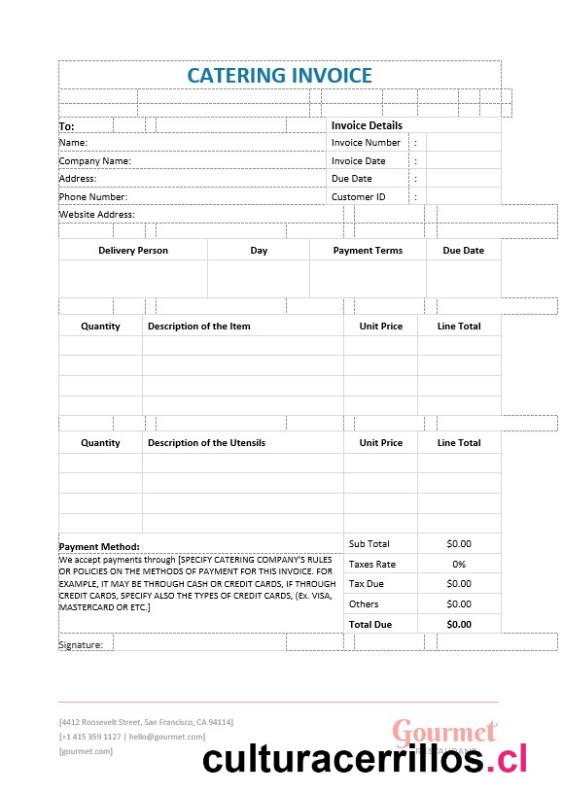 CATERING INVOICE
To:
Invoice Details
Name:
Invoice Number :
Company Name:
Invoice Date :
Address:
Due Date :
Phone Number:
Customer ID :
Website Address:
Delivery Person Day Payment Terms Due Date
Quantity Description of the Item Unit Price Line Total
Quantity Description of the Utensils Unit Price Line Total
Payment Method:
We accept payments through [SPECIFY CATERING COMPANY'S RULES
OR POLICIES ON THE METHODS OF PAYMENT FOR THIS INVOICE. FOR
EXAMPLE, IT MAY BE THROUGH CASH OR CREDIT CARDS, IF THROUGH
CREDIT CARDS, SPECIFY ALSO THE TYPES OF CREDIT CARDS, (Ex. VISA,
MASTERCARD OR ETC.]
Sub Total $0.00
Taxes Rate 0%
Tax Due $0.00
Others $0.00
Total Due $0.00
Signature:
[4412 Roosevelt Street, San Francisco, CA 94114]
[+1 415 359 1127 | hello@gourmet.com]
[gourmet.com]
Gourmet
culturacerrillos.cl